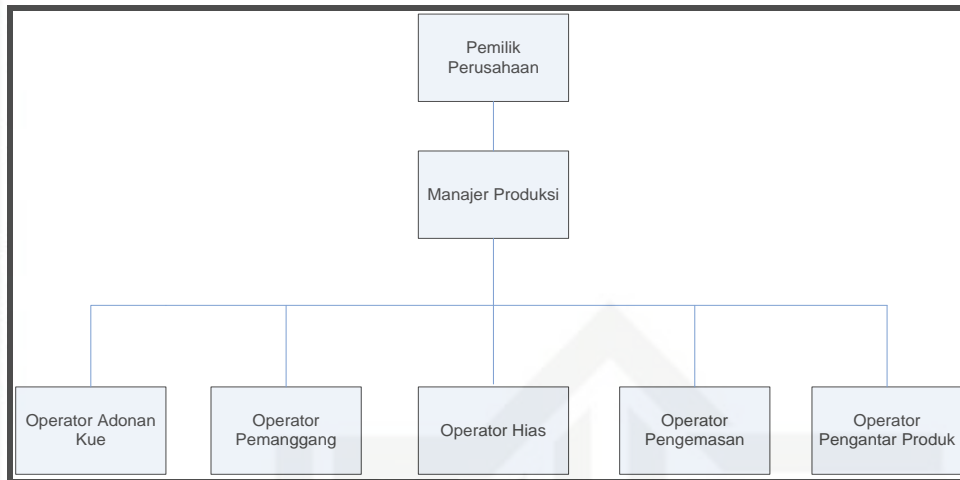 Pemilik
Perusahaan
Manajer Produksi
Operator Adonan
Kue
Operator
Pemanggang
Operator Hias
Operator
Pengemasan
Operator
Pengantar Produk